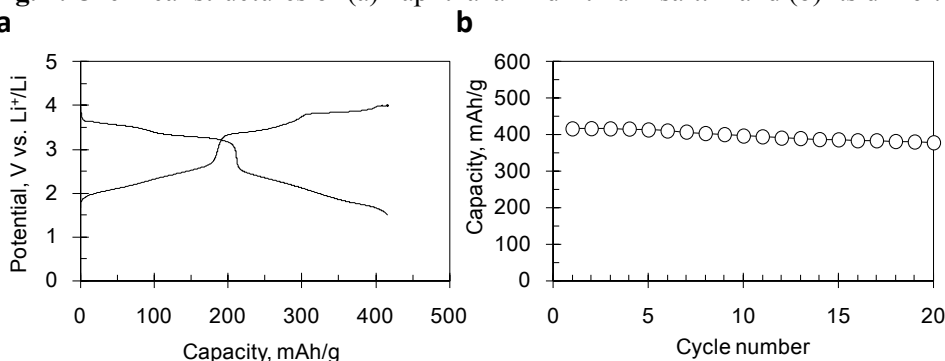 a
b
5
4
3
2
1
0
Potential, V vs. Li⁺/Li
0 100 200 300 400 500
Capacity, mAh/g
600
500
400
300
200
100
0
Capacity, mAh/g
0 5 10 15 20
Cycle number